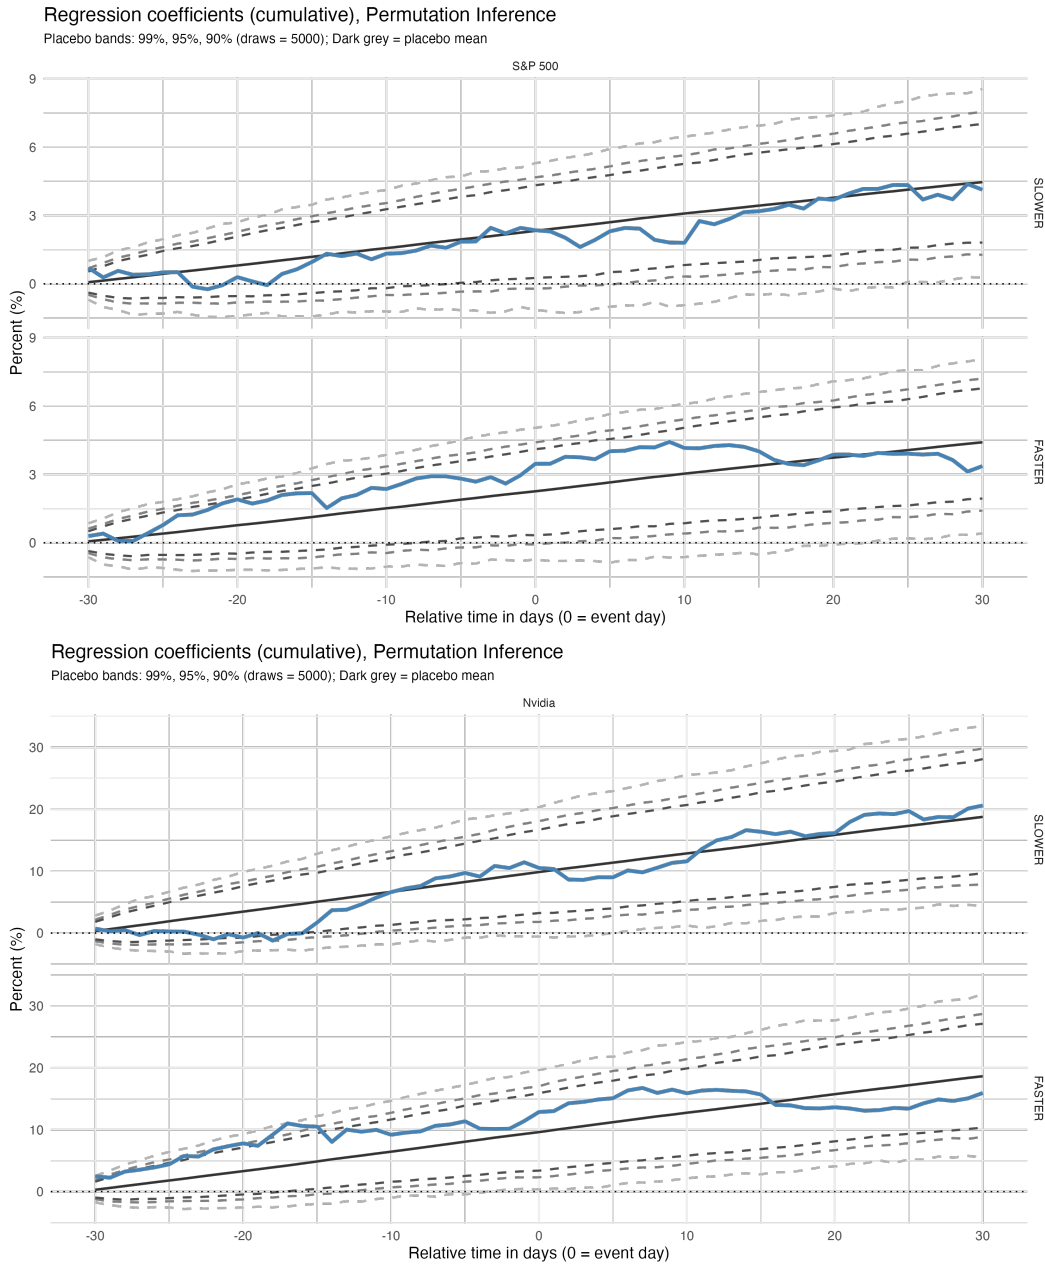 Regression coefficients (cumulative), Permutation Inference
Placebo bands: 99%, 95%, 90% (draws = 5000); Dark grey = placebo mean
S&P 500
9
6
3
0
SLOWER
Percent (%)
9
6
3
0
FASTER
-30 -20 -10 0 10 20 30
Relative time in days (0 = event day)
Regression coefficients (cumulative), Permutation Inference
Placebo bands: 99%, 95%, 90% (draws = 5000); Dark grey = placebo mean
Nvidia
30
20
10
0
SLOWER
Percent (%)
30
20
10
0
FASTER
-30 -20 -10 0 10 20 30
Relative time in days (0 = event day)